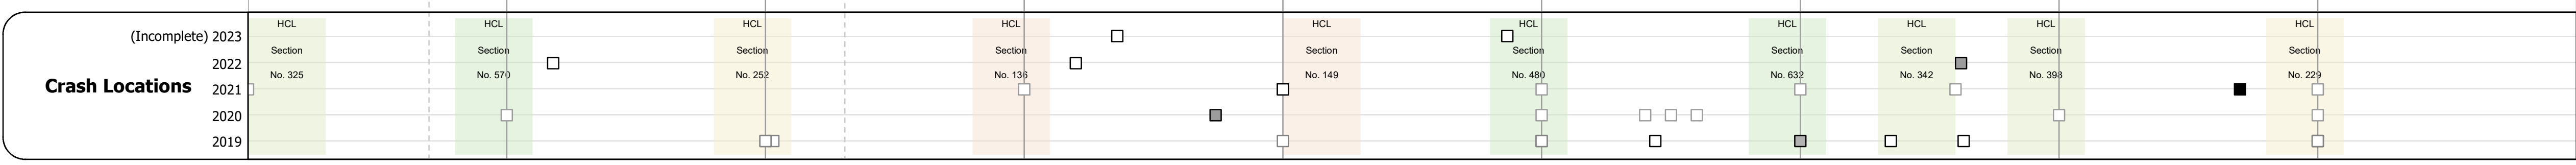 HCL HCL HCL HCL HCL HCL HCL HCL HCL HCL
(Incomplete) 2023
Section Section Section Section Section Section Section Section Section Section
2022
No. 325 No. 570 No. 252 No. 136 No. 149 No. 480 No. 632 No. 342 No. 398 No. 229
Crash Locations
2021
2020
2019